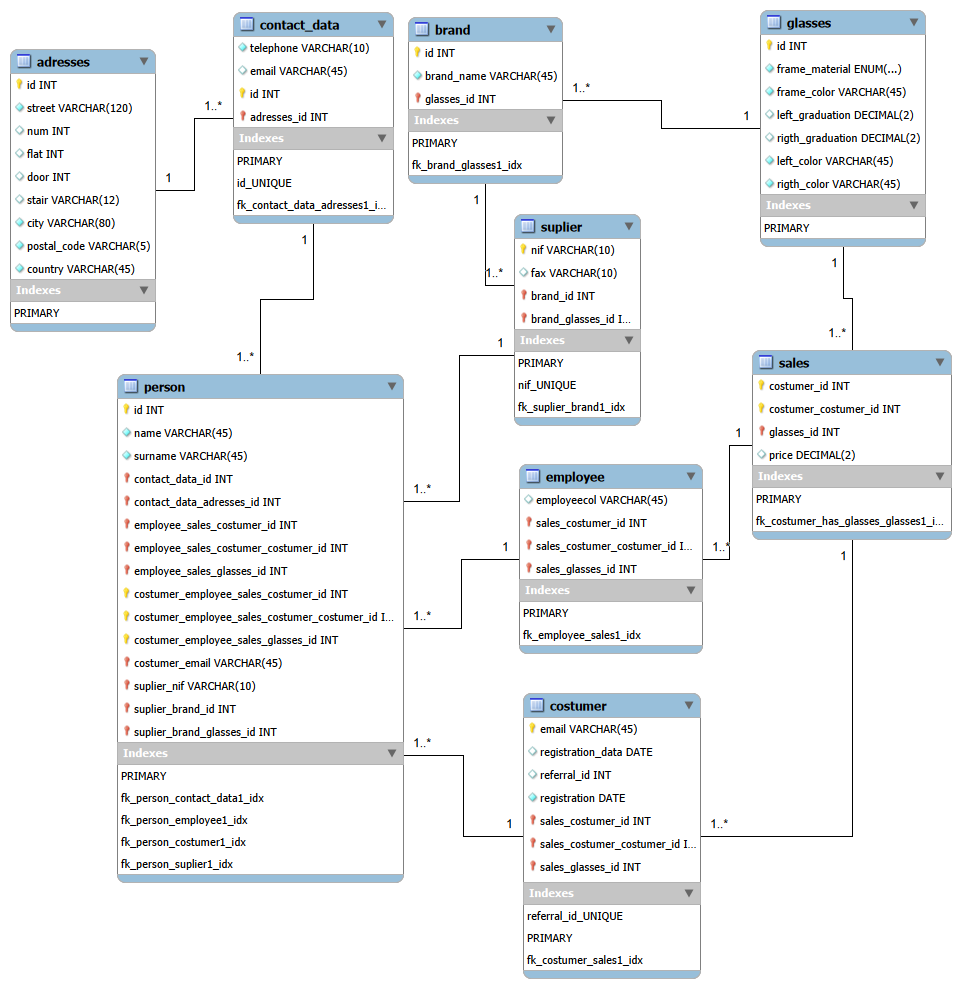 adresses
id INT
street VARCHAR(120)
num INT
flat INT
door INT
stair VARCHAR(12)
city VARCHAR(80)
postal_code VARCHAR(5)
country VARCHAR(45)
Indexes
PRIMARY
1
1..*
contact_data
telephone VARCHAR(10)
email VARCHAR(45)
id INT
adresses_id INT
Indexes
PRIMARY
id_UNIQUE
fk_contact_data_adresses1_i...
1
1..*
brand
id INT
brand_name VARCHAR(45)
glasses_id INT
Indexes
PRIMARY
fk_brand_glasses1_idx
1..*
1
1
1..*
glasses
id INT
frame_material ENUM(...)
frame_color VARCHAR(45)
left_graduation DECIMAL(2)
rigth_graduation DECIMAL(2)
left_color VARCHAR(45)
rigth_color VARCHAR(45)
Indexes
PRIMARY
1
1..*
suplier
nif VARCHAR(10)
fax VARCHAR(10)
brand_id INT
brand_glasses_id I...
Indexes
PRIMARY
nif_UNIQUE
fk_suplier_brand1_idx
1
1..*
person
id INT
name VARCHAR(45)
surname VARCHAR(45)
contact_data_id INT
contact_data_adresses_id INT
employee_sales_costumer_id INT
employee_sales_costumer_costumer_id INT
employee_sales_glasses_id INT
costumer_employee_sales_costumer_id INT
costumer_employee_sales_costumer_costumer_id I...
costumer_employee_sales_glasses_id INT
costumer_email VARCHAR(45)
suplier_nif VARCHAR(10)
suplier_brand_id INT
suplier_brand_glasses_id INT
Indexes
PRIMARY
fk_person_contact_data1_idx
fk_person_employee1_idx
fk_person_costumer1_idx
fk_person_suplier1_idx
1..*
1
1..*
1
employee
employeecol VARCHAR(45)
sales_costumer_id INT
sales_costumer_costumer_id I...
sales_glasses_id INT
Indexes
PRIMARY
fk_employee_sales1_idx
1..*
1
sales
costumer_id INT
costumer_costumer_id INT
glasses_id INT
price DECIMAL(2)
Indexes
PRIMARY
fk_costumer_has_glasses_glasses1_i...
1
1..*
costumer
email VARCHAR(45)
registration_data DATE
referral_id INT
registration DATE
sales_costumer_id INT
sales_costumer_costumer_id I...
sales_glasses_id INT
Indexes
referral_id_UNIQUE
PRIMARY
fk_costumer_sales1_idx